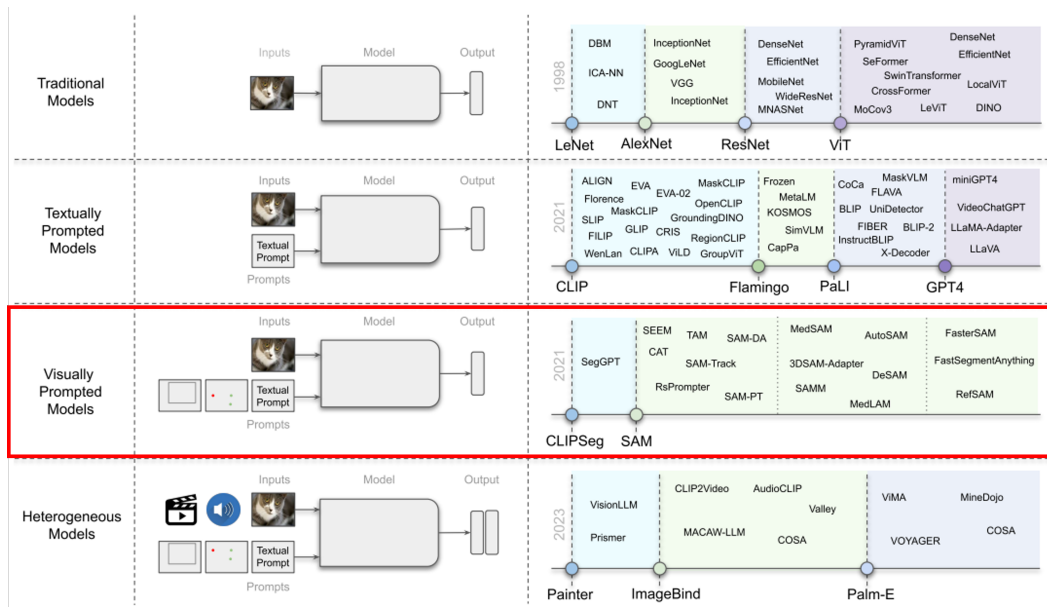 Traditional
Models
Inputs
Model
Output
1998
DBM
ICA-NN
DNT
InceptionNet
GoogLeNet
VGG
InceptionNet
DenseNet
EfficientNet
MobileNet
WideResNet
MNASNet
PyramidViT
DenseNet
SeFormer
EfficientNet
SwinTransformer
CrossFormer
LocalViT
MoCov3
LeViT
DINO
LeNet
AlexNet
ResNet
ViT
Textually
Prompted
Models
Inputs
Model
Output
Textual
Prompt
Prompts
2021
ALIGN
EVA
MaskCLIP
Florence
EVA-02
OpenCLIP
SLIP
MaskCLIP
GroundingDINO
FILIP
GLIP
CRIS
RegionCLIP
WenLan
CLIPA
ViLD
GroupViT
Frozen
MetaLM
KOSMOS
SimVLM
CapPa
CoCa
MaskVLM
FLAVA
BLIP
UniDetector
FIBER
BLIP-2
InstructBLIP
X-Decoder
miniGPT4
VideoChatGPT
LLaMA-Adapter
LLaVA
CLIP
Flamingo
PaLI
GPT4
Visually
Prompted
Models
Inputs
Model
Output
Textual
Prompt
Prompts
2021
SegGPT
SEEM
TAM
SAM-DA
CAT
SAM-Track
RsPrompter
SAM-PT
MedSAM
AutoSAM
3DSAM-Adapter
DeSAM
SAMM
MedLAM
FasterSAM
FastSegmentAnything
RefSAM
CLIPSeg
SAM
Heterogeneous
Models
Inputs
Model
Output
Textual
Prompt
Prompts
2023
VisionLLM
Prismer
CLIP2Video
AudioCLIP
Valley
MACAW-LLM
COSA
ViMA
MineDojo
VOYAGER
COSA
Painter
ImageBind
Palm-E